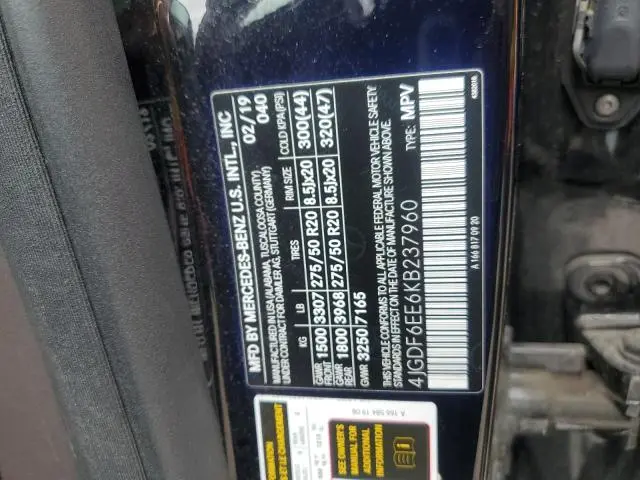 MFD BY MERCEDES-BENZ U.S. INTL., INC
MANUFACTURED IN USA (ALABAMA, TUSCALOOSA COUNTY) 02/19
UNDER CONTRACT FOR DAIMLER AG, STUTTGART (GERMANY) 040
KG LB TIRES RIM SIZE COLD KPA(PSI)
GAWR FRONT 1500 3307 275/50 R20 8.5Jx20 300(44)
GAWR REAR 1800 3968 275/50 R20 8.5Jx20 320(47)
GVWR 3250 7165
THIS VEHICLE CONFORMS TO ALL APPLICABLE FEDERAL MOTOR VEHICLE SAFETY
STANDARDS IN EFFECT ON THE DATE OF MANUFACTURE SHOWN ABOVE.
4JGDF6EE6KB237960 TYPE: MPV
A 166 817 09 20
A 166 584 19 06
SEE OWNER'S
MANUAL FOR
ADDITIONAL